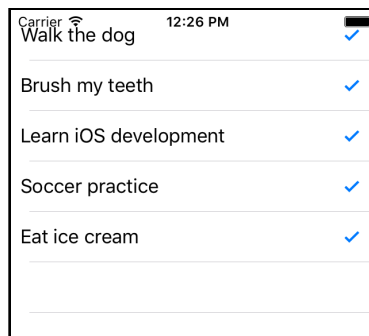 Carrier 12:26 PM
Walk the dog
Brush my teeth
Learn iOS development
Soccer practice
Eat ice cream